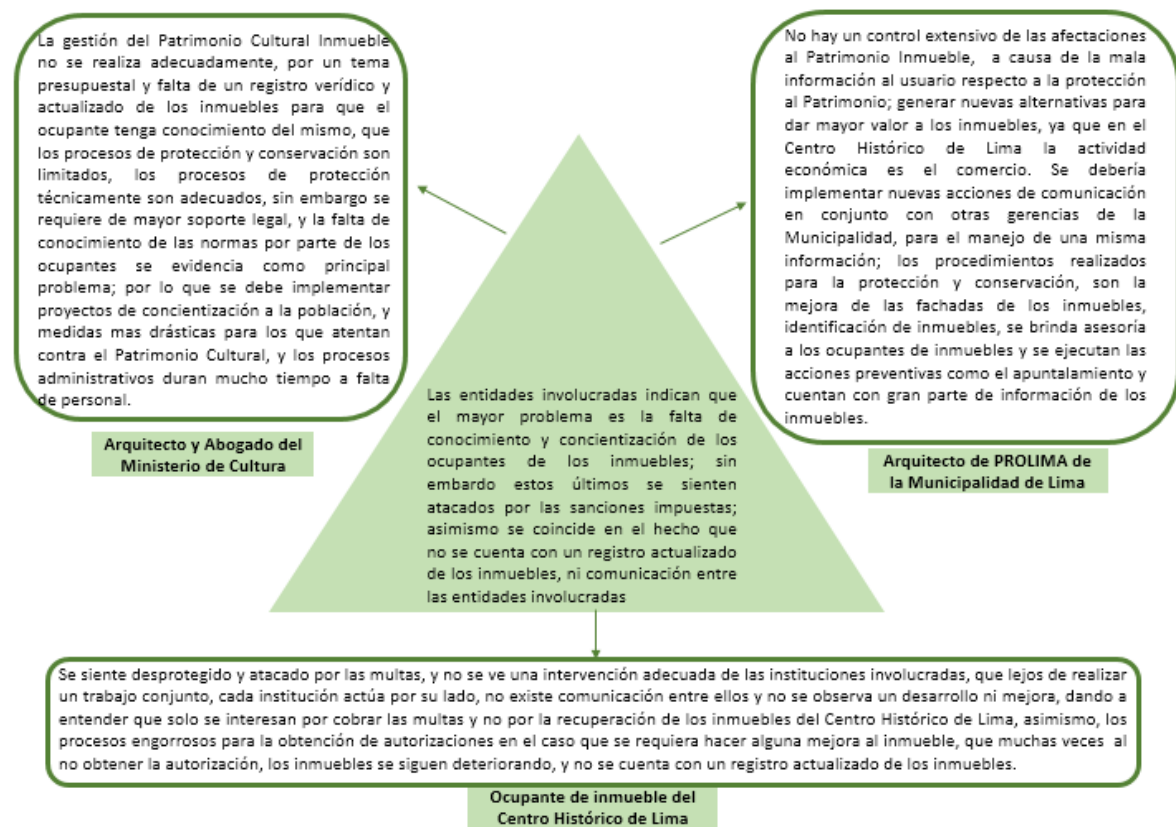 La gestión del Patrimonio Cultural Inmueble
no se realiza adecuadamente, por un tema
presupuestal y falta de un registro verídico y
actualizado de los inmuebles para que el
ocupante tenga conocimiento del mismo, que
los procesos de protección y conservación son
limitados, los procesos de protección
técnicamente son adecuados, sin embargo se
requiere de mayor soporte legal, y la falta de
conocimiento de las normas por parte de los
ocupantes se evidencia como principal
problema; por lo que se debe implementar
proyectos de concientización a la población, y
medidas mas drásticas para los que atentan
contra el Patrimonio Cultural, y los procesos
administrativos duran mucho tiempo a falta
de personal.
Arquitecto y Abogado del
Ministerio de Cultura
No hay un control extensivo de las afectaciones
al Patrimonio Inmueble, a causa de la mala
información al usuario respecto a la protección
al Patrimonio; generar nuevas alternativas para
dar mayor valor a los inmuebles, ya que en el
Centro Histórico de Lima la actividad
económica es el comercio. Se debería
implementar nuevas acciones de comunicación
en conjunto con otras gerencias de la
Municipalidad, para el manejo de una misma
información; los procedimientos realizados
para la protección y conservación, son la
mejora de las fachadas de los inmuebles,
identificación de inmuebles, se brinda asesoría
a los ocupantes de inmuebles y se ejecutan las
acciones preventivas como el apuntalamiento y
cuentan con gran parte de información de los
inmuebles.
Arquitecto de PROLIMA de
la Municipalidad de Lima
Las entidades involucradas indican que
el mayor problema es la falta de
conocimiento y concientización de los
ocupantes de los inmuebles; sin
embardo estos últimos se sienten
atacados por las sanciones impuestas;
asimismo se coincide en el hecho que
no se cuenta con un registro actualizado
de los inmuebles, ni comunicación entre
las entidades involucradas
Se siente desprotegido y atacado por las multas, y no se ve una intervención adecuada de las instituciones involucradas, que lejos de realizar
un trabajo conjunto, cada institución actúa por su lado, no existe comunicación entre ellos y no se observa un desarrollo ni mejora, dando a
entender que solo se interesan por cobrar las multas y no por la recuperación de los inmuebles del Centro Histórico de Lima, asimismo, los
procesos engorrosos para la obtención de autorizaciones en el caso que se requiera hacer alguna mejora al inmueble, que muchas veces al
no obtener la autorización, los inmuebles se siguen deteriorando, y no se cuenta con un registro actualizado de los inmuebles.
Ocupante de inmueble del
Centro Histórico de Lima